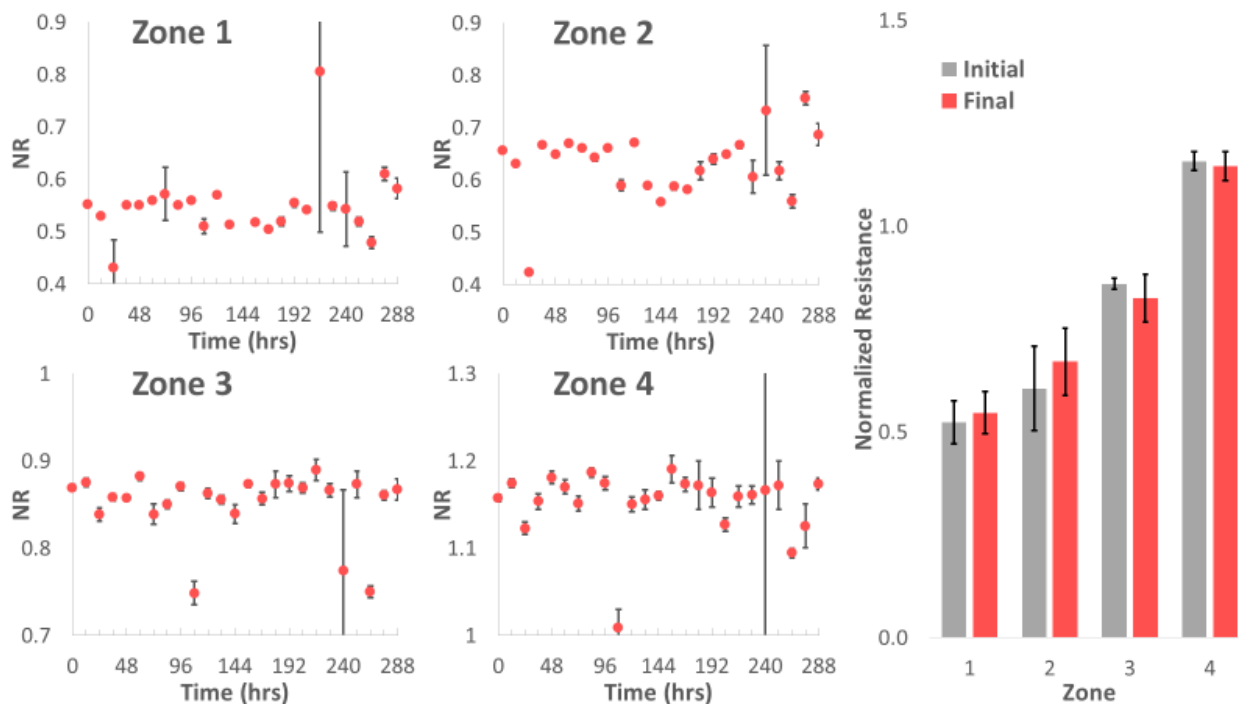 Zone 1
0.9
0.8
0.7
0.6
0.5
0.4
NR
0 48 96 144 192 240 288
Time (hrs)
Zone 2
0.9
0.8
0.7
0.6
0.5
0.4
NR
0 48 96 144 192 240 288
Time (hrs)
Zone 3
1
0.9
0.8
0.7
NR
0 48 96 144 192 240 288
Time (hrs)
Zone 4
1.3
1.2
1.1
1
NR
0 48 96 144 192 240 288
Time (hrs)
1.5
1.0
0.5
0.0
Normalized Resistance
Initial
Final
1 2 3 4
Zone